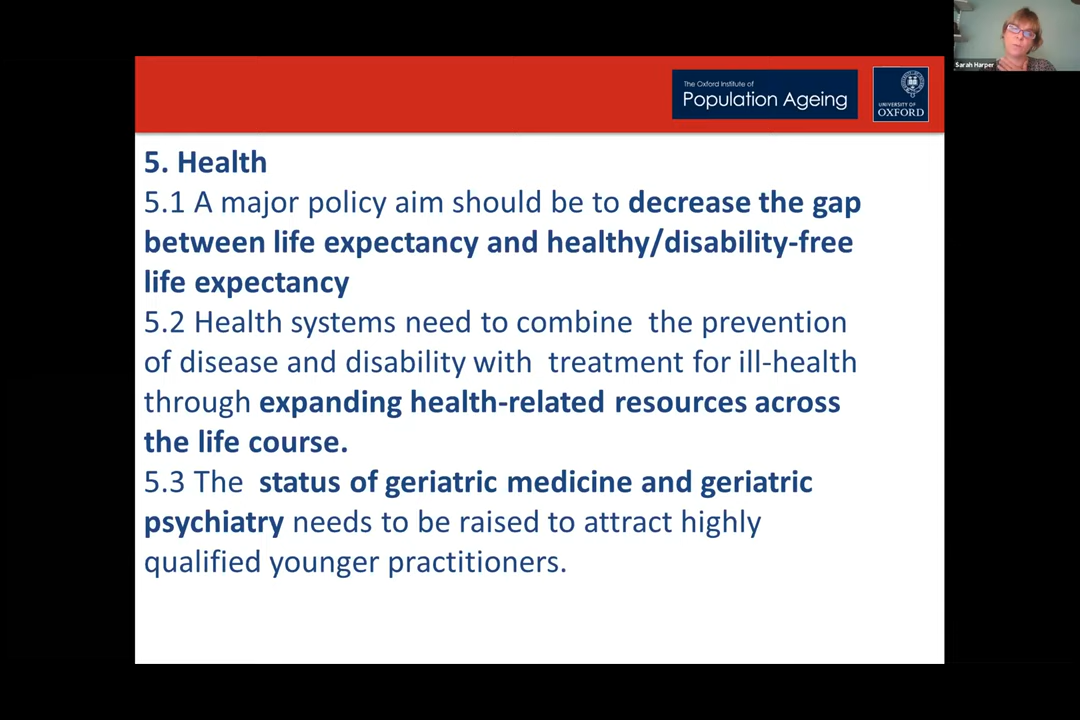 Sarah Harper
The Oxford Institute of
Population Ageing
UNIVERSITY OF
OXFORD
5. Health
5.1 A major policy aim should be to decrease the gap
between life expectancy and healthy/disability-free
life expectancy
5.2 Health systems need to combine  the prevention
of disease and disability with  treatment for ill-health
through expanding health-related resources across
the life course.
5.3 The  status of geriatric medicine and geriatric
psychiatry needs to be raised to attract highly
qualified younger practitioners.